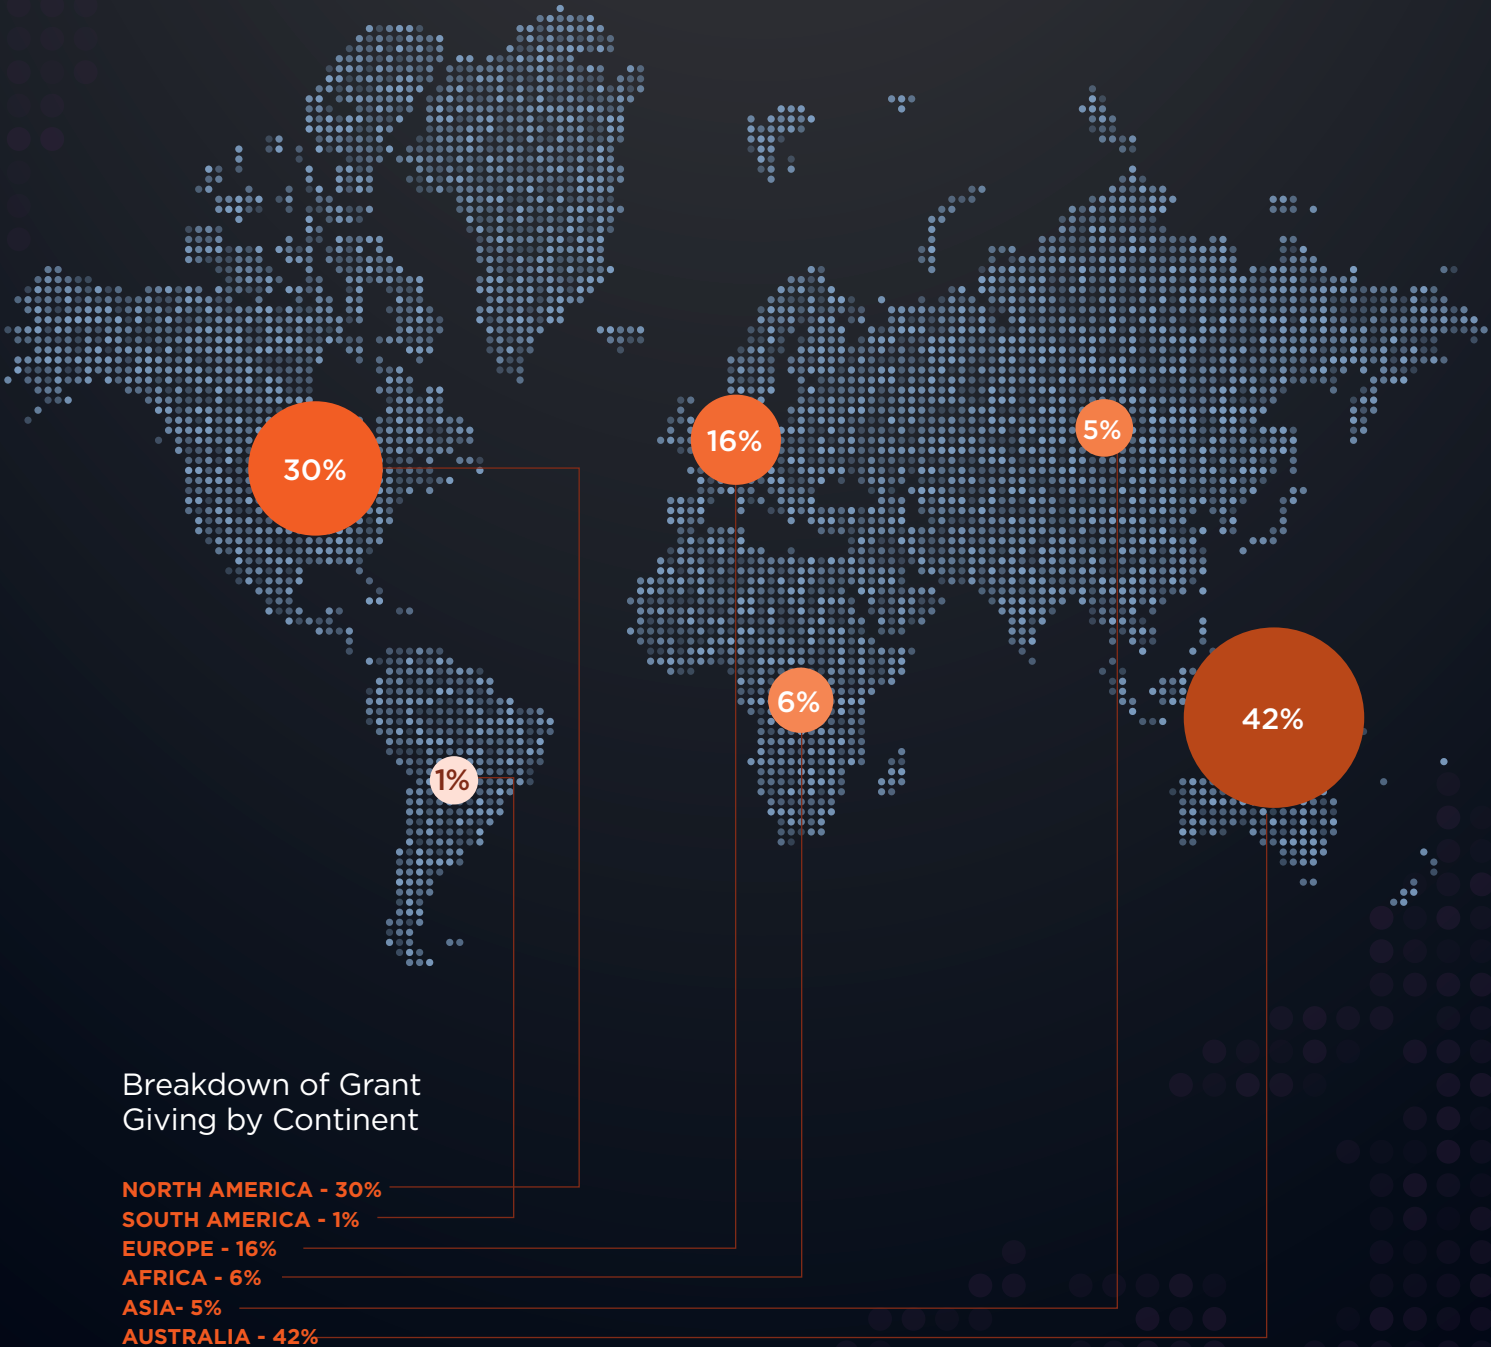 30%
16%
5%
6%
42%
1%
Breakdown of Grant
Giving by Continent
NORTH AMERICA - 30%
SOUTH AMERICA - 1%
EUROPE - 16%
AFRICA - 6%
ASIA- 5%
AUSTRALIA - 42%